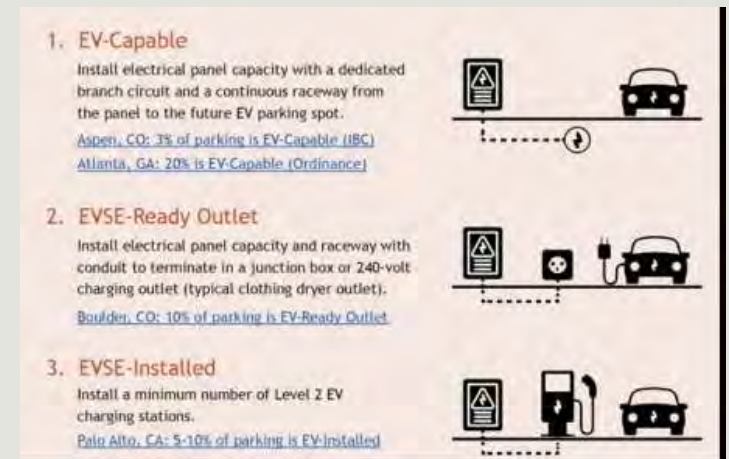 1. EV-Capable
Install electrical panel capacity with a dedicated
branch circuit and a continuous raceway from
the panel to the future EV parking spot.
Aspen, CO: 3% of parking is EV-Capable (IBC)
Atlanta, GA: 20% is EV-Capable (Ordinance)
2. EVSE-Ready Outlet
Install electrical panel capacity and raceway with
conduit to terminate in a junction box or 240-volt
charging outlet (typical clothing dryer outlet).
Boulder, CO: 10% of parking is EV-Ready Outlet
3. EVSE-Installed
Install a minimum number of Level 2 EV
charging stations.
Palo Alto, CA: 5-10% of parking is EV-Installed